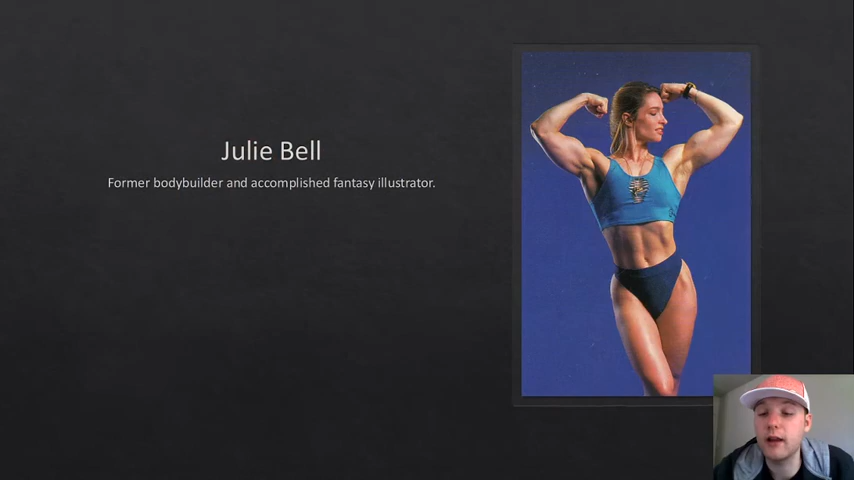 Julie Bell
Former bodybuilder and accomplished fantasy illustrator.